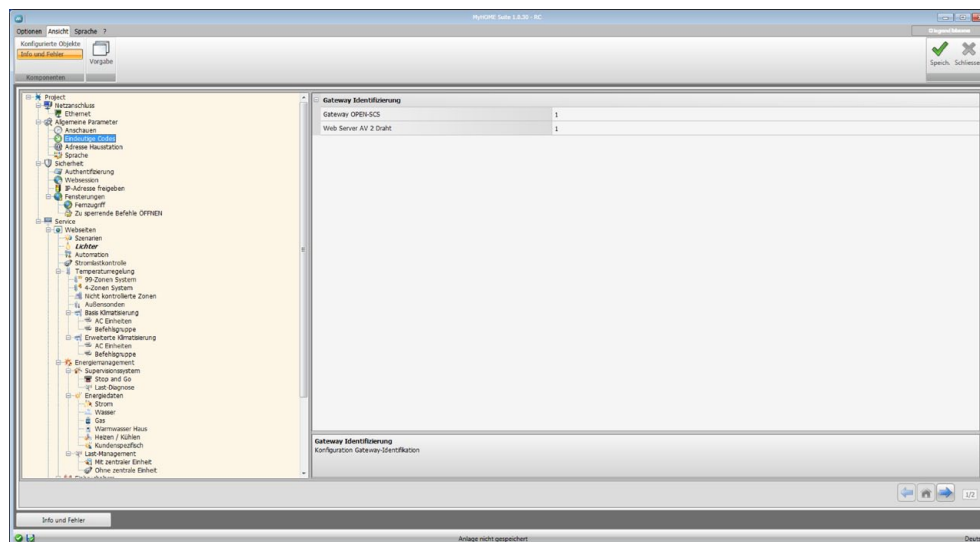 MyHOME Suite 1.0.30 - RC
Optionen Ansicht Sprache ?
Konfigurierte Objekte
Info und Fehler
Vorgabe
Komponenten
Speich. Schliesse
Project
Netzanschluss
Ethernet
Allgemeine Parameter
Anschauen
Eindeutige Codes
Adresse Hausstation
Sprache
Sicherheit
Authentifizierung
Websession
IP-Adresse freigeben
Fensterungen
Fernzugriff
Zu sperrende Befehle ÖFFNEN
Service
Webseiten
Szenarien
Lichter
Automation
Stromlastkontrolle
Temperaturregelung
99-Zonen System
4-Zonen System
Nicht kontrollierte Zonen
Außensonden
Basis Klimatisierung
AC Einheiten
Befehlsgruppe
Erweiterte Klimatisierung
AC Einheiten
Befehlsgruppe
Energiemanagement
Supervisionssystem
Stop and Go
Last-Diagnose
Energiedaten
Strom
Wasser
Gas
Warmwasser Haus
Heizen / Kühlen
Kundenspezifisch
Last-Management
Mit zentraler Einheit
Ohne zentrale Einheit
Gateway Identifizierung
Gateway OPEN-SCS 1
Web Server AV 2 Draht 1
Gateway Identifizierung
Konfiguration Gateway-Identifikation
1/2
Info und Fehler
Anlage nicht gespeichert